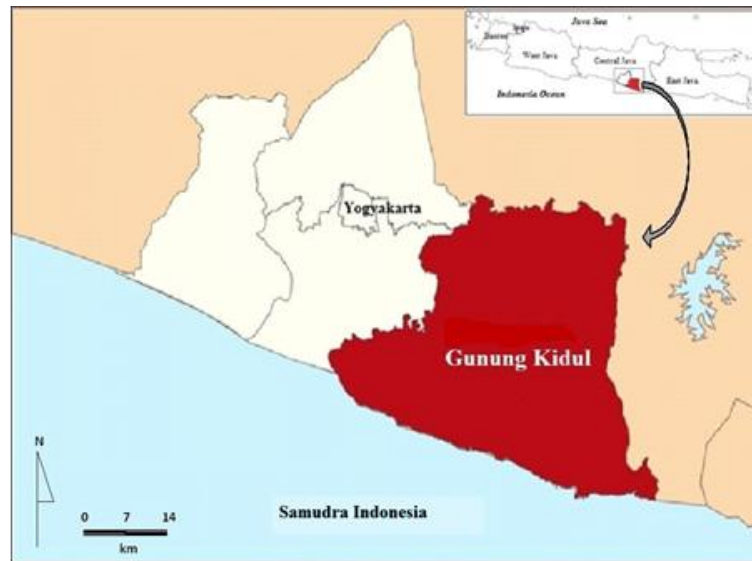 Java Sea
Banten
West Java
Central Java
East Java
Indonesia Ocean
Yogyakarta
Gunung Kidul
N
0 7 14
km
Samudra Indonesia